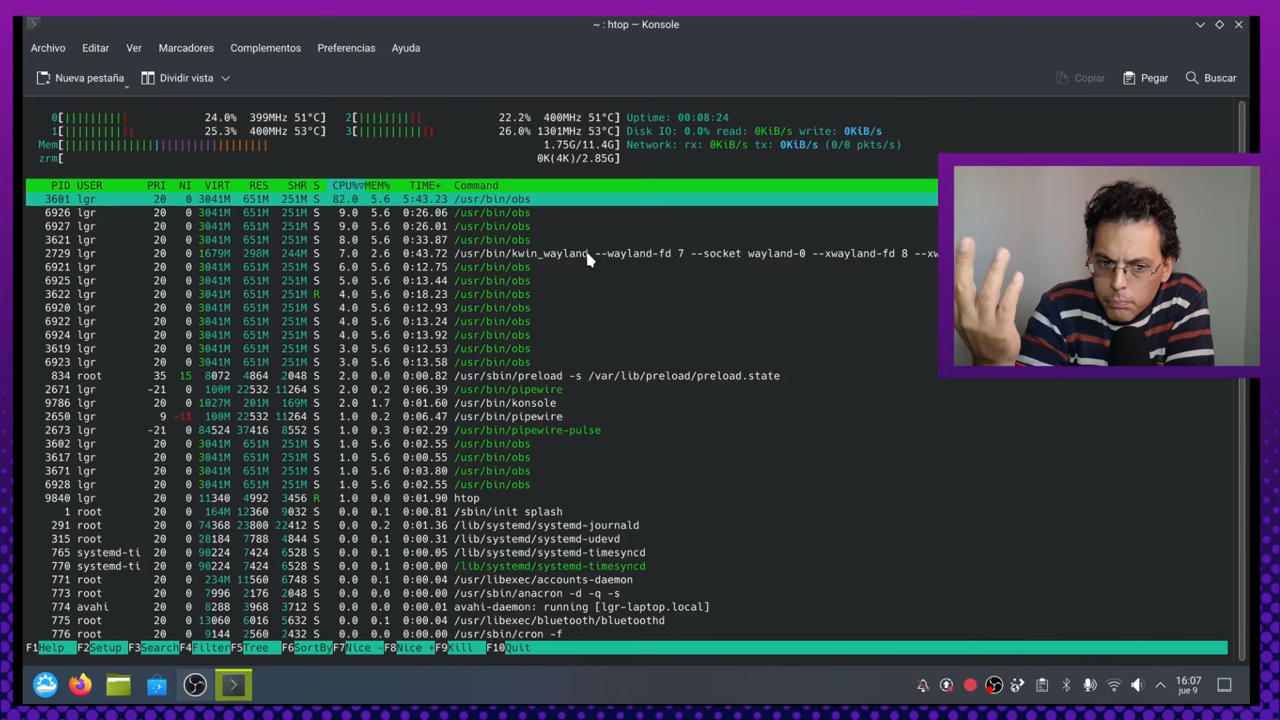 ~ : htop — Konsole
Archivo Editar Ver Marcadores Complementos Preferencias Ayuda
Nueva pestaña Dividir vista Copiar Pegar Buscar
0[||||||||||| 24.0% 399MHz 51°C] 2[||||||||||| 22.2% 400MHz 51°C] Uptime: 00:08:24
1[|||||||||||| 25.3% 400MHz 53°C] 3[||||||||||||| 26.0% 1301MHz 53°C] Disk IO: 0.0% read: 0KiB/s write: 0KiB/s
Mem[||||||||||||||||||||||||||||||||||| 1.75G/11.4G] Network: rx: 0KiB/s tx: 0KiB/s (0/0 pkts/s)
zrm[ 0K(4K)/2.85G]
PID USER PRI NI VIRT RES SHR S CPU%▽MEM% TIME+ Command
3601 lgr 20 0 3041M 651M 251M S 82.0 5.6 5:43.23 /usr/bin/obs
6926 lgr 20 0 3041M 651M 251M S 9.0 5.6 0:26.06 /usr/bin/obs
6927 lgr 20 0 3041M 651M 251M S 9.0 5.6 0:26.01 /usr/bin/obs
3621 lgr 20 0 3041M 651M 251M S 8.0 5.6 0:33.87 /usr/bin/obs
2729 lgr 20 0 1679M 298M 244M S 7.0 2.6 0:43.72 /usr/bin/kwin_wayland --wayland-fd 7 --socket wayland-0 --xwayland-fd 8 --xw
6921 lgr 20 0 3041M 651M 251M S 6.0 5.6 0:12.75 /usr/bin/obs
6925 lgr 20 0 3041M 651M 251M S 5.0 5.6 0:13.44 /usr/bin/obs
3622 lgr 20 0 3041M 651M 251M R 4.0 5.6 0:18.23 /usr/bin/obs
6920 lgr 20 0 3041M 651M 251M S 4.0 5.6 0:12.93 /usr/bin/obs
6922 lgr 20 0 3041M 651M 251M S 4.0 5.6 0:13.24 /usr/bin/obs
6924 lgr 20 0 3041M 651M 251M S 4.0 5.6 0:13.92 /usr/bin/obs
3619 lgr 20 0 3041M 651M 251M S 3.0 5.6 0:12.53 /usr/bin/obs
6923 lgr 20 0 3041M 651M 251M S 3.0 5.6 0:13.58 /usr/bin/obs
834 root 35 15 8072 4864 2048 S 2.0 0.0 0:00.82 /usr/sbin/preload -s /var/lib/preload/preload.state
2671 lgr -21 0 100M 22532 11264 S 2.0 0.2 0:06.39 /usr/bin/pipewire
9786 lgr 20 0 1027M 201M 169M S 2.0 1.7 0:01.60 /usr/bin/konsole
2650 lgr 9 -11 100M 22532 11264 S 1.0 0.2 0:06.47 /usr/bin/pipewire
2673 lgr -21 0 84524 37416 8552 S 1.0 0.3 0:02.29 /usr/bin/pipewire-pulse
3602 lgr 20 0 3041M 651M 251M S 1.0 5.6 0:02.55 /usr/bin/obs
3617 lgr 20 0 3041M 651M 251M S 1.0 5.6 0:00.55 /usr/bin/obs
3671 lgr 20 0 3041M 651M 251M S 1.0 5.6 0:03.80 /usr/bin/obs
6928 lgr 20 0 3041M 651M 251M S 1.0 5.6 0:02.55 /usr/bin/obs
9840 lgr 20 0 11340 4992 3456 R 1.0 0.0 0:01.90 htop
1 root 20 0 164M 12360 9032 S 0.0 0.1 0:00.81 /sbin/init splash
291 root 20 0 74368 23800 22412 S 0.0 0.2 0:01.36 /lib/systemd/systemd-journald
315 root 20 0 28184 7788 4844 S 0.0 0.1 0:00.31 /lib/systemd/systemd-udevd
765 systemd-ti 20 0 90224 7424 6528 S 0.0 0.1 0:00.05 /lib/systemd/systemd-timesyncd
770 systemd-ti 20 0 90224 7424 6528 S 0.0 0.1 0:00.00 /lib/systemd/systemd-timesyncd
771 root 20 0 234M 11560 6748 S 0.0 0.1 0:00.04 /usr/libexec/accounts-daemon
773 root 20 0 7996 2176 2048 S 0.0 0.0 0:00.00 /usr/sbin/anacron -d -q -s
774 avahi 20 0 8288 3968 3712 S 0.0 0.0 0:00.01 avahi-daemon: running [lgr-laptop.local]
775 root 20 0 13060 6016 5248 S 0.0 0.1 0:00.04 /usr/libexec/bluetooth/bluetoothd
776 root 20 0 9144 2560 2432 S 0.0 0.0 0:00.00 /usr/sbin/cron -f
F1Help F2Setup F3Search F4Filter F5Tree F6SortBy F7Nice - F8Nice + F9Kill F10Quit
16:07
jue 9